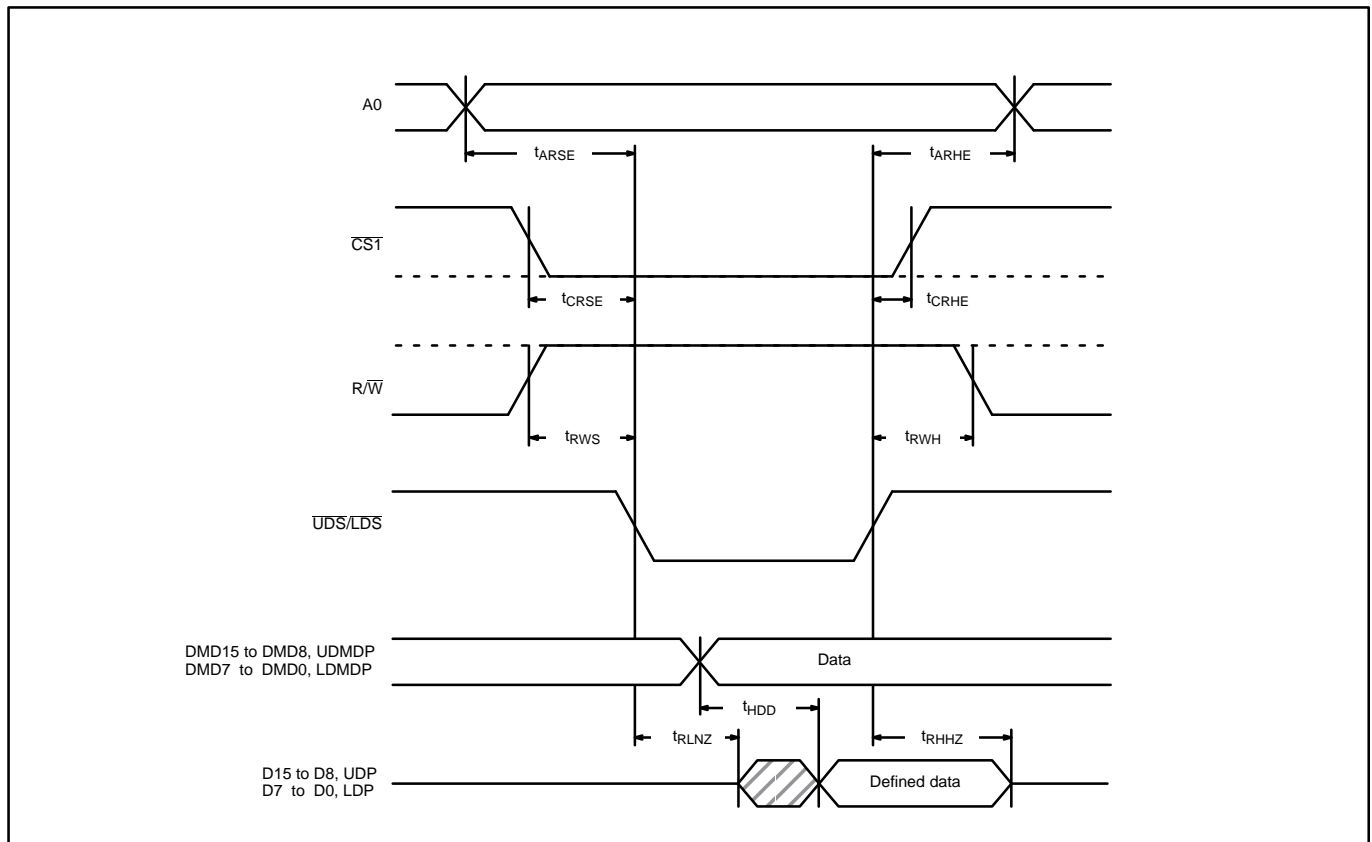 A0
tARSE
tARHE
CS1
tCRSE
tCRHE
R/W
tRWS
tRWH
UDS/LDS
DMD15 to DMD8, UDMDP
DMD7 to DMD0, LDMDP
Data
tHDD
tRLNZ
tRHHZ
D15 to D8, UDP
D7 to D0, LDP
Defined data